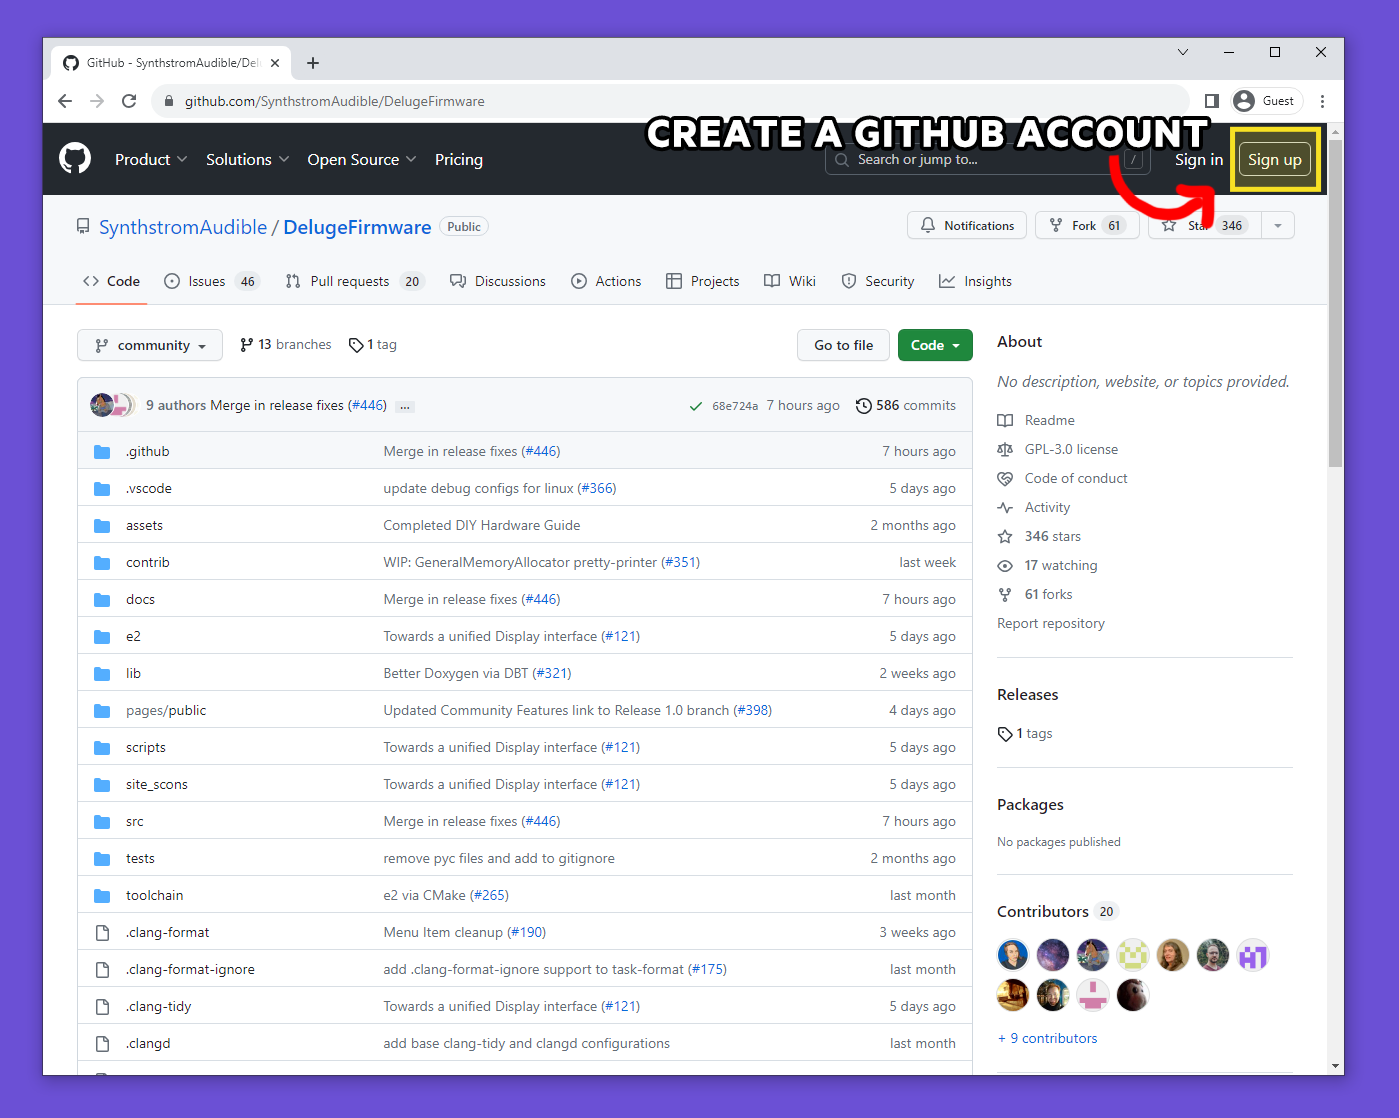 GitHub - SynthstromAudible/Del
github.com/SynthstromAudible/DelugeFirmware
Guest
CREATE A GITHUB ACCOUNT
Product
Solutions
Open Source
Pricing
Search or jump to...
/
Sign in
Sign up
SynthstromAudible / DelugeFirmware
Public
Notifications
Fork 61
Star 346
Code
Issues 46
Pull requests 20
Discussions
Actions
Projects
Wiki
Security
Insights
community
13 branches
1 tag
Go to file
Code
9 authors Merge in release fixes (#446) ...
68e724a 7 hours ago
586 commits
.github Merge in release fixes (#446) 7 hours ago
.vscode update debug configs for linux (#366) 5 days ago
assets Completed DIY Hardware Guide 2 months ago
contrib WIP: GeneralMemoryAllocator pretty-printer (#351) last week
docs Merge in release fixes (#446) 7 hours ago
e2 Towards a unified Display interface (#121) 5 days ago
lib Better Doxygen via DBT (#321) 2 weeks ago
pages/public Updated Community Features link to Release 1.0 branch (#398) 4 days ago
scripts Towards a unified Display interface (#121) 5 days ago
site_scons Towards a unified Display interface (#121) 5 days ago
src Merge in release fixes (#446) 7 hours ago
tests remove pyc files and add to gitignore 2 months ago
toolchain e2 via CMake (#265) last month
.clang-format Menu Item cleanup (#190) 3 weeks ago
.clang-format-ignore add .clang-format-ignore support to task-format (#175) last month
.clang-tidy Towards a unified Display interface (#121) 5 days ago
.clangd add base clang-tidy and clangd configurations last month
About
No description, website, or topics provided.
Readme
GPL-3.0 license
Code of conduct
Activity
346 stars
17 watching
61 forks
Report repository
Releases
1 tags
Packages
No packages published
Contributors 20
+ 9 contributors